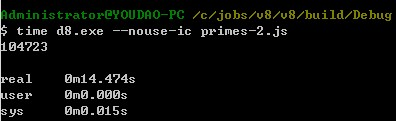 Administrator@YOUDAO-PC /c/jobs/v8/v8/build/Debug
$ time d8.exe --nouse-ic primes-2.js
104723
real 0m14.474s
user 0m0.000s
sys 0m0.015s